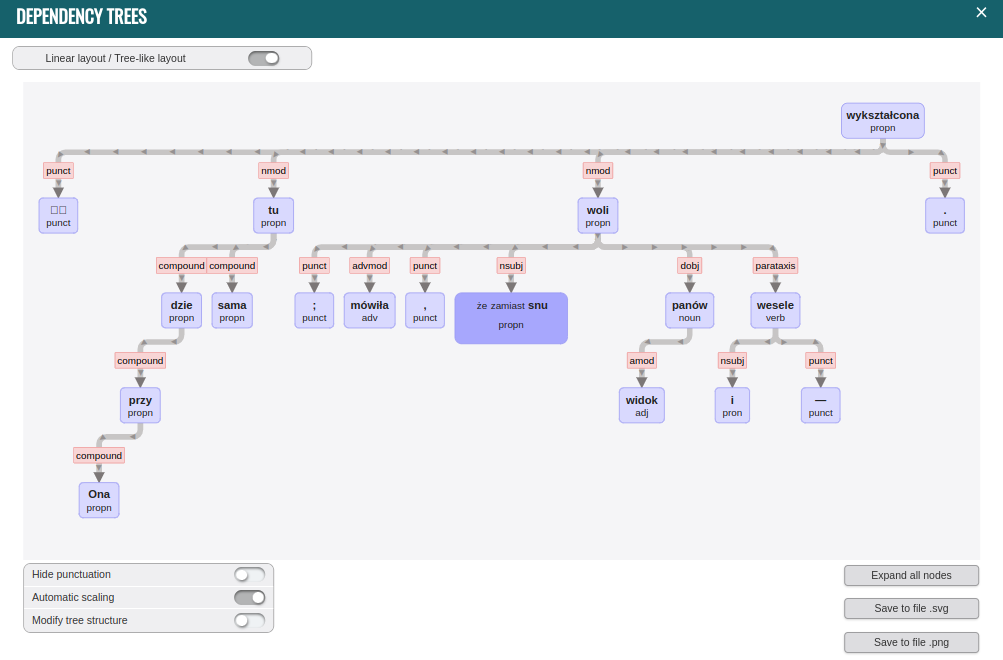 DEPENDENCY TREES
×
Linear layout / Tree-like layout
wykształcona
propn
punct
nmod
nmod
punct
punct
tu
propn
woli
propn
.
punct
compound
compound
punct
advmod
punct
nsubj
dobj
parataxis
dzie
propn
sama
propn
;
punct
mówiła
adv
,
punct
że zamiast snu
propn
panów
noun
wesele
verb
compound
amod
nsubj
punct
przy
propn
widok
adj
i
pron
—
punct
compound
Ona
propn
Hide punctuation
Automatic scaling
Modify tree structure
Expand all nodes
Save to file .svg
Save to file .png